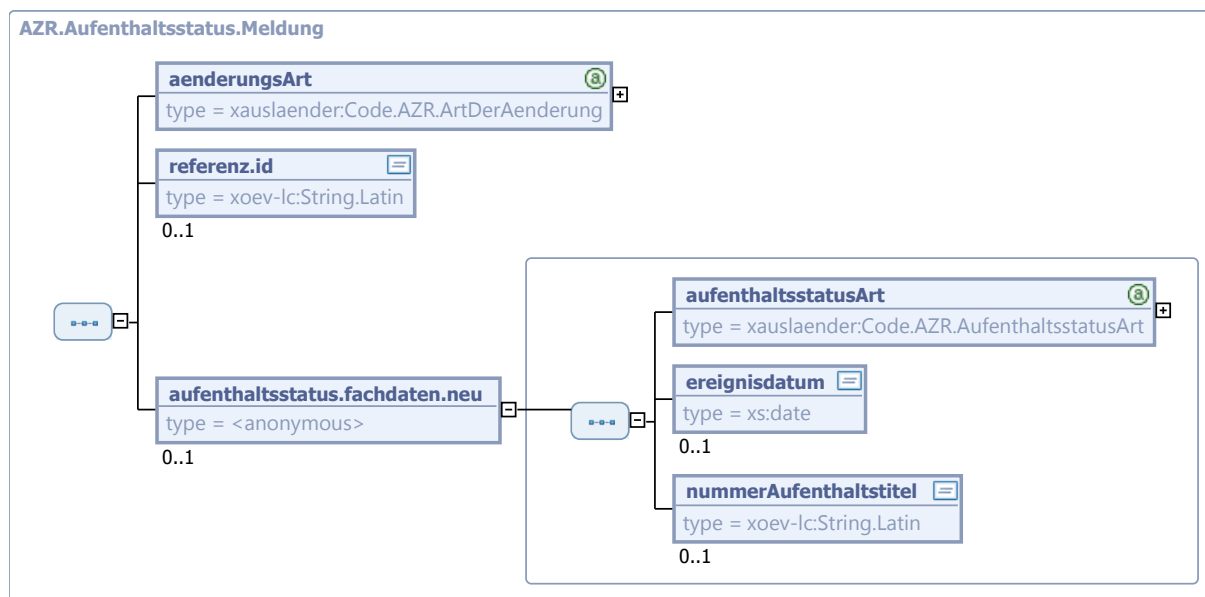 AZR.Aufenthaltsstatus.Meldung
aenderungsArt
type = xauslaender:Code.AZR.ArtDerAenderung
referenz.id
type = xoev-lc:String.Latin
0..1
aufenthaltsstatus.fachdaten.neu
type = <anonymous>
0..1
aufenthaltsstatusArt
type = xauslaender:Code.AZR.AufenthaltsstatusArt
ereignisdatum
type = xs:date
0..1
nummerAufenthaltstitel
type = xoev-lc:String.Latin
0..1